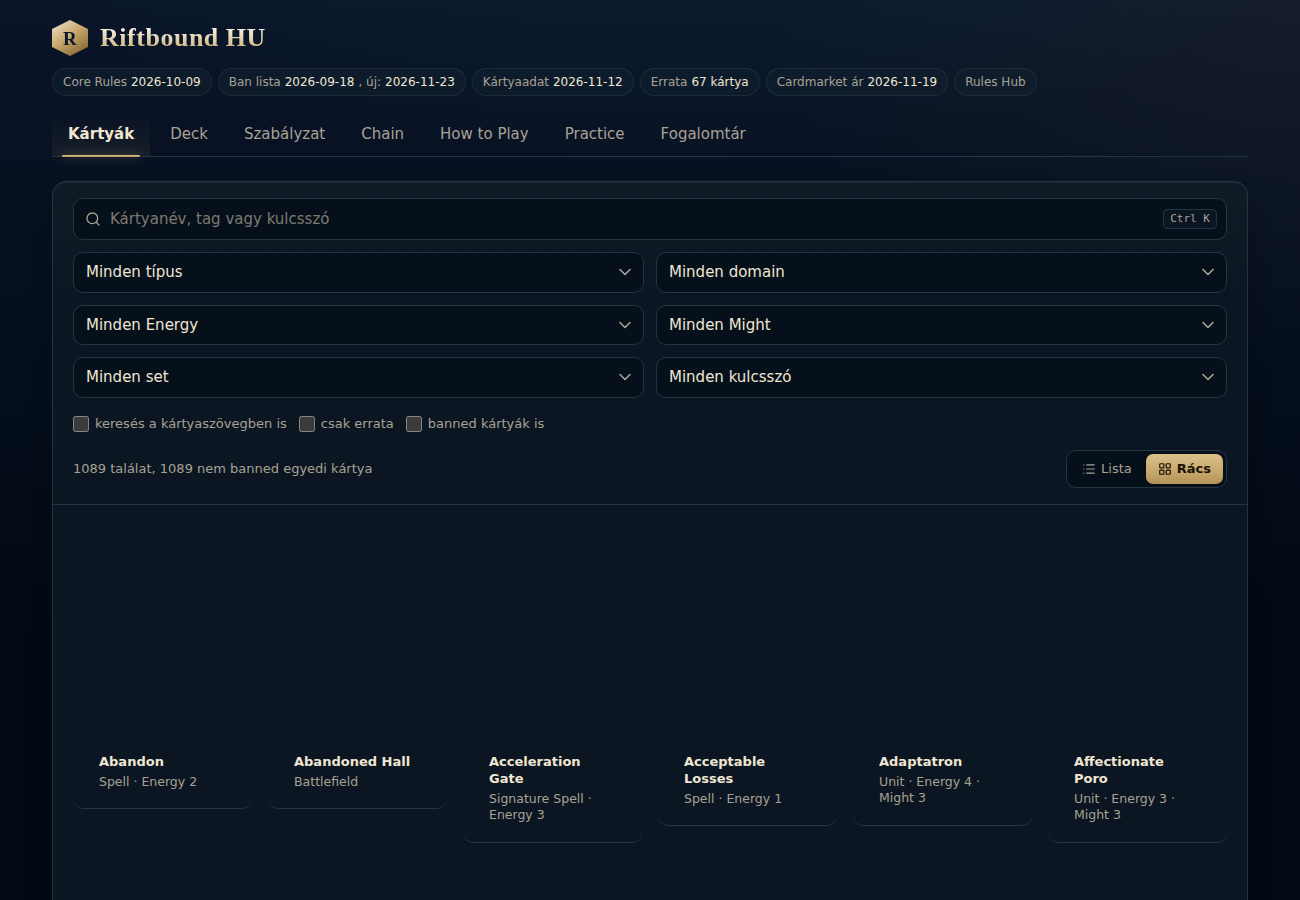 R Riftbound HU
Core Rules 2026-10-09 Ban lista 2026-09-18 , új: 2026-11-23 Kártyaadat 2026-11-12 Errata 67 kártya Cardmarket ár 2026-11-19 Rules Hub
Kártyák Deck Szabályzat Chain How to Play Practice Fogalomtár
Kártyanév, tag vagy kulcsszó Ctrl K
Minden típus Minden domain
Minden Energy Minden Might
Minden set Minden kulcsszó
keresés a kártyaszövegben is csak errata banned kártyák is
1089 találat, 1089 nem banned egyedi kártya Lista Rács
Abandon
Spell · Energy 2
Abandoned Hall
Battlefield
Acceleration
Gate
Signature Spell ·
Energy 3
Acceptable
Losses
Spell · Energy 1
Adaptatron
Unit · Energy 4 ·
Might 3
Affectionate
Poro
Unit · Energy 3 ·
Might 3